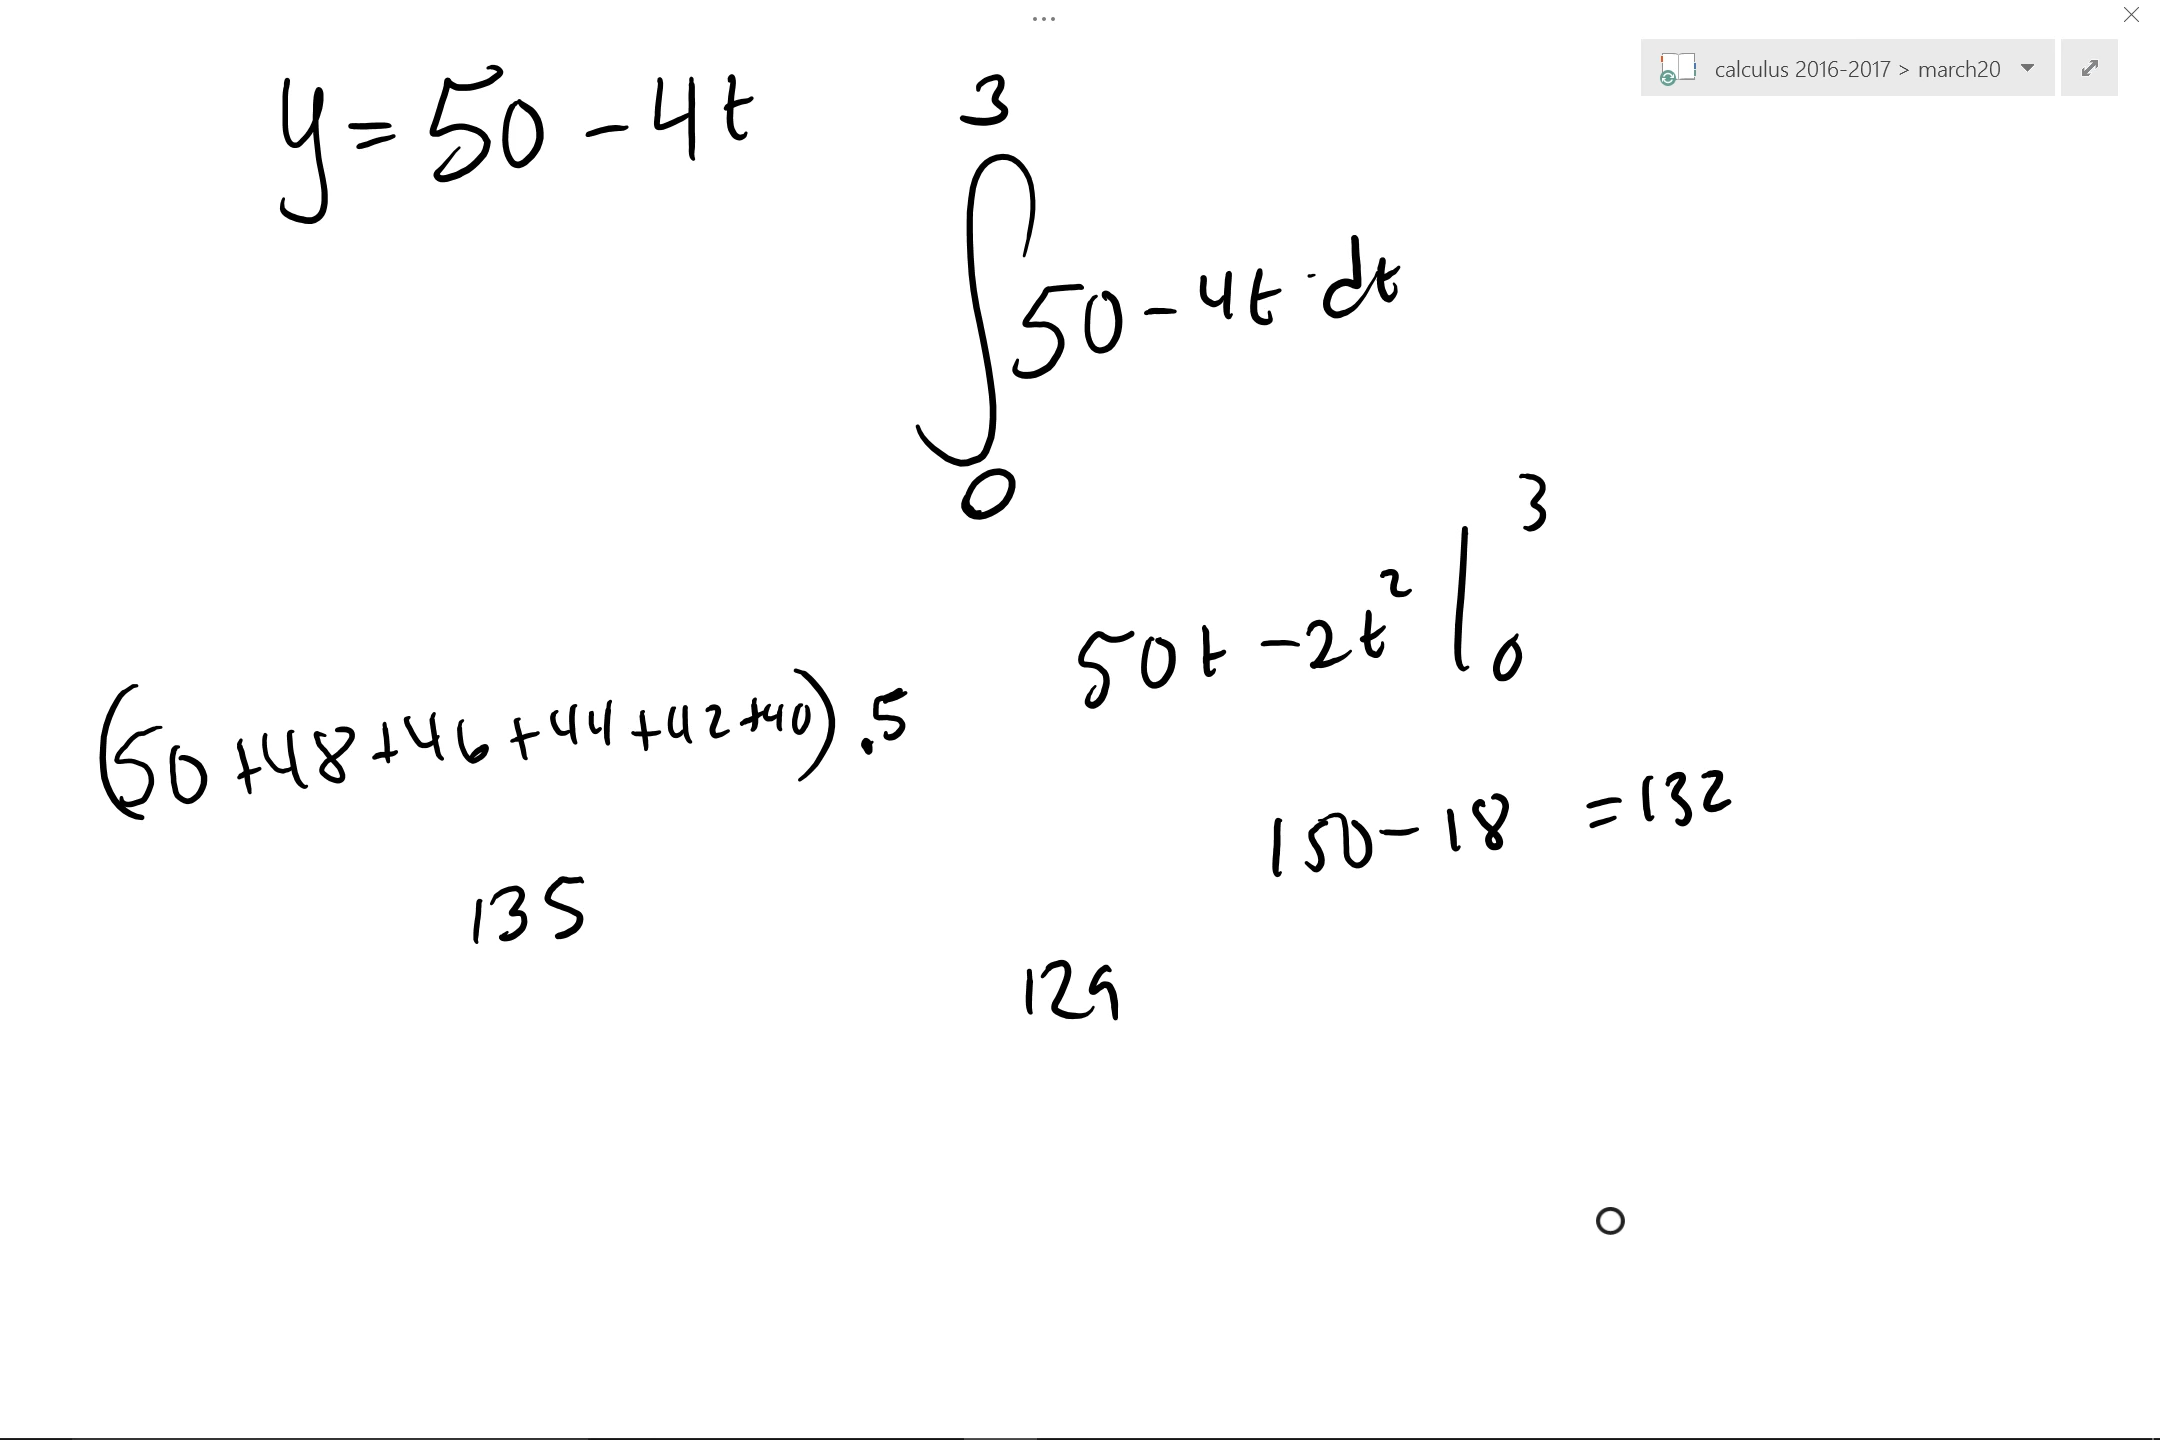 calculus 2016-2017 > march20
y = 50 - 4t
3
∫ 50 - 4t · dt
0
50t - 2t² | 3
0
(50 + 48 + 46 + 44 + 42 + 40) .5
150 - 18 = 132
135
129